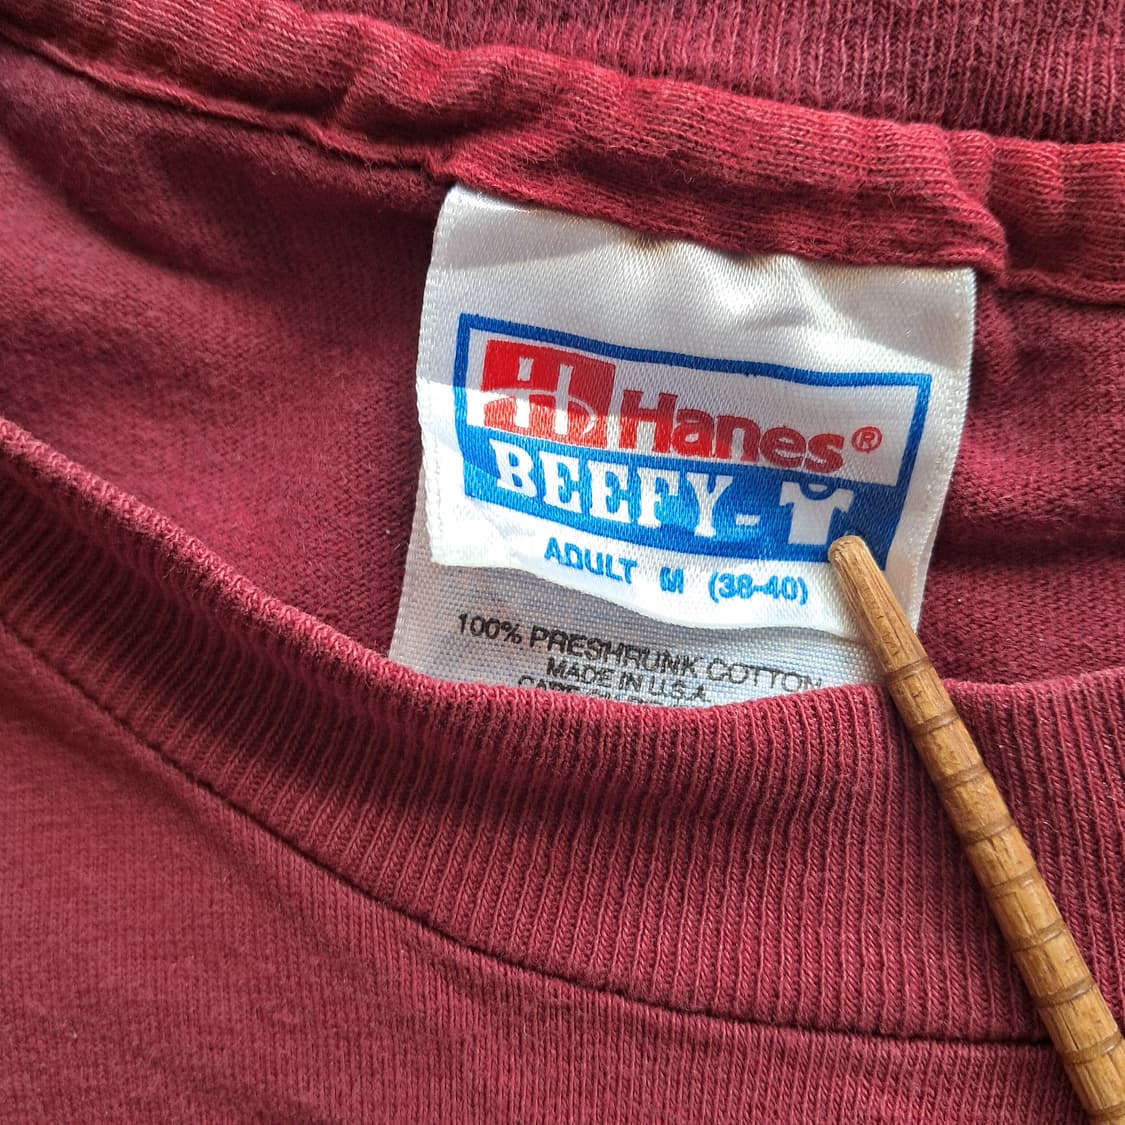 Hanes®
BEEFY-T
ADULT M (38-40)
100% PRESHRUNK COTTON
MADE IN U.S.A.